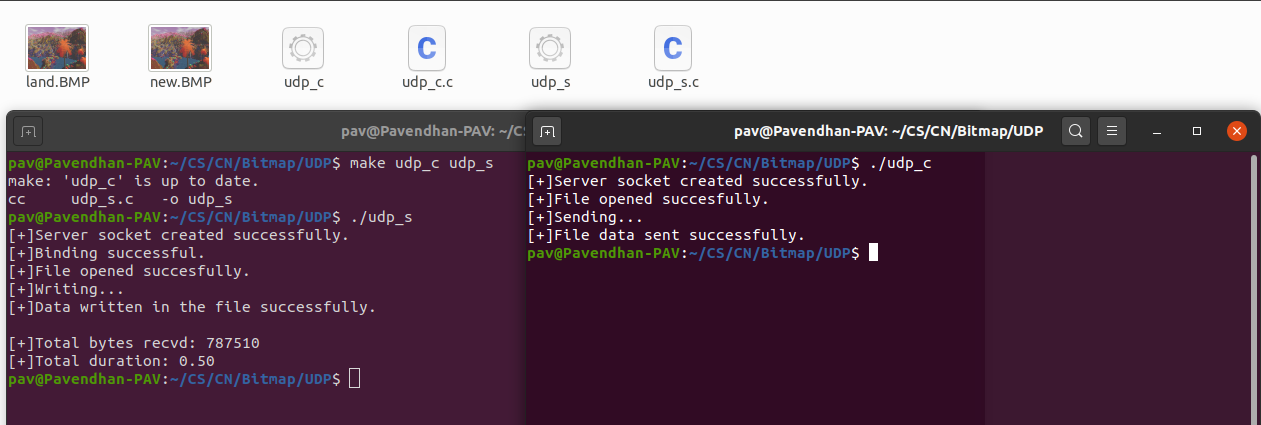 land.BMP
new.BMP
udp_c
C
udp_c.c
udp_s
C
udp_s.c
pav@Pavendhan-PAV: ~/CS
pav@Pavendhan-PAV:~/CS/CN/Bitmap/UDP$ make udp_c udp_s
make: 'udp_c' is up to date.
cc     udp_s.c   -o udp_s
pav@Pavendhan-PAV:~/CS/CN/Bitmap/UDP$ ./udp_s
[+]Server socket created successfully.
[+]Binding successful.
[+]File opened succesfully.
[+]Writing...
[+]Data written in the file successfully.
[+]Total bytes recvd: 787510
[+]Total duration: 0.50
pav@Pavendhan-PAV:~/CS/CN/Bitmap/UDP$
pav@Pavendhan-PAV: ~/CS/CN/Bitmap/UDP
pav@Pavendhan-PAV:~/CS/CN/Bitmap/UDP$ ./udp_c
[+]Server socket created successfully.
[+]File opened succesfully.
[+]Sending...
[+]File data sent successfully.
pav@Pavendhan-PAV:~/CS/CN/Bitmap/UDP$